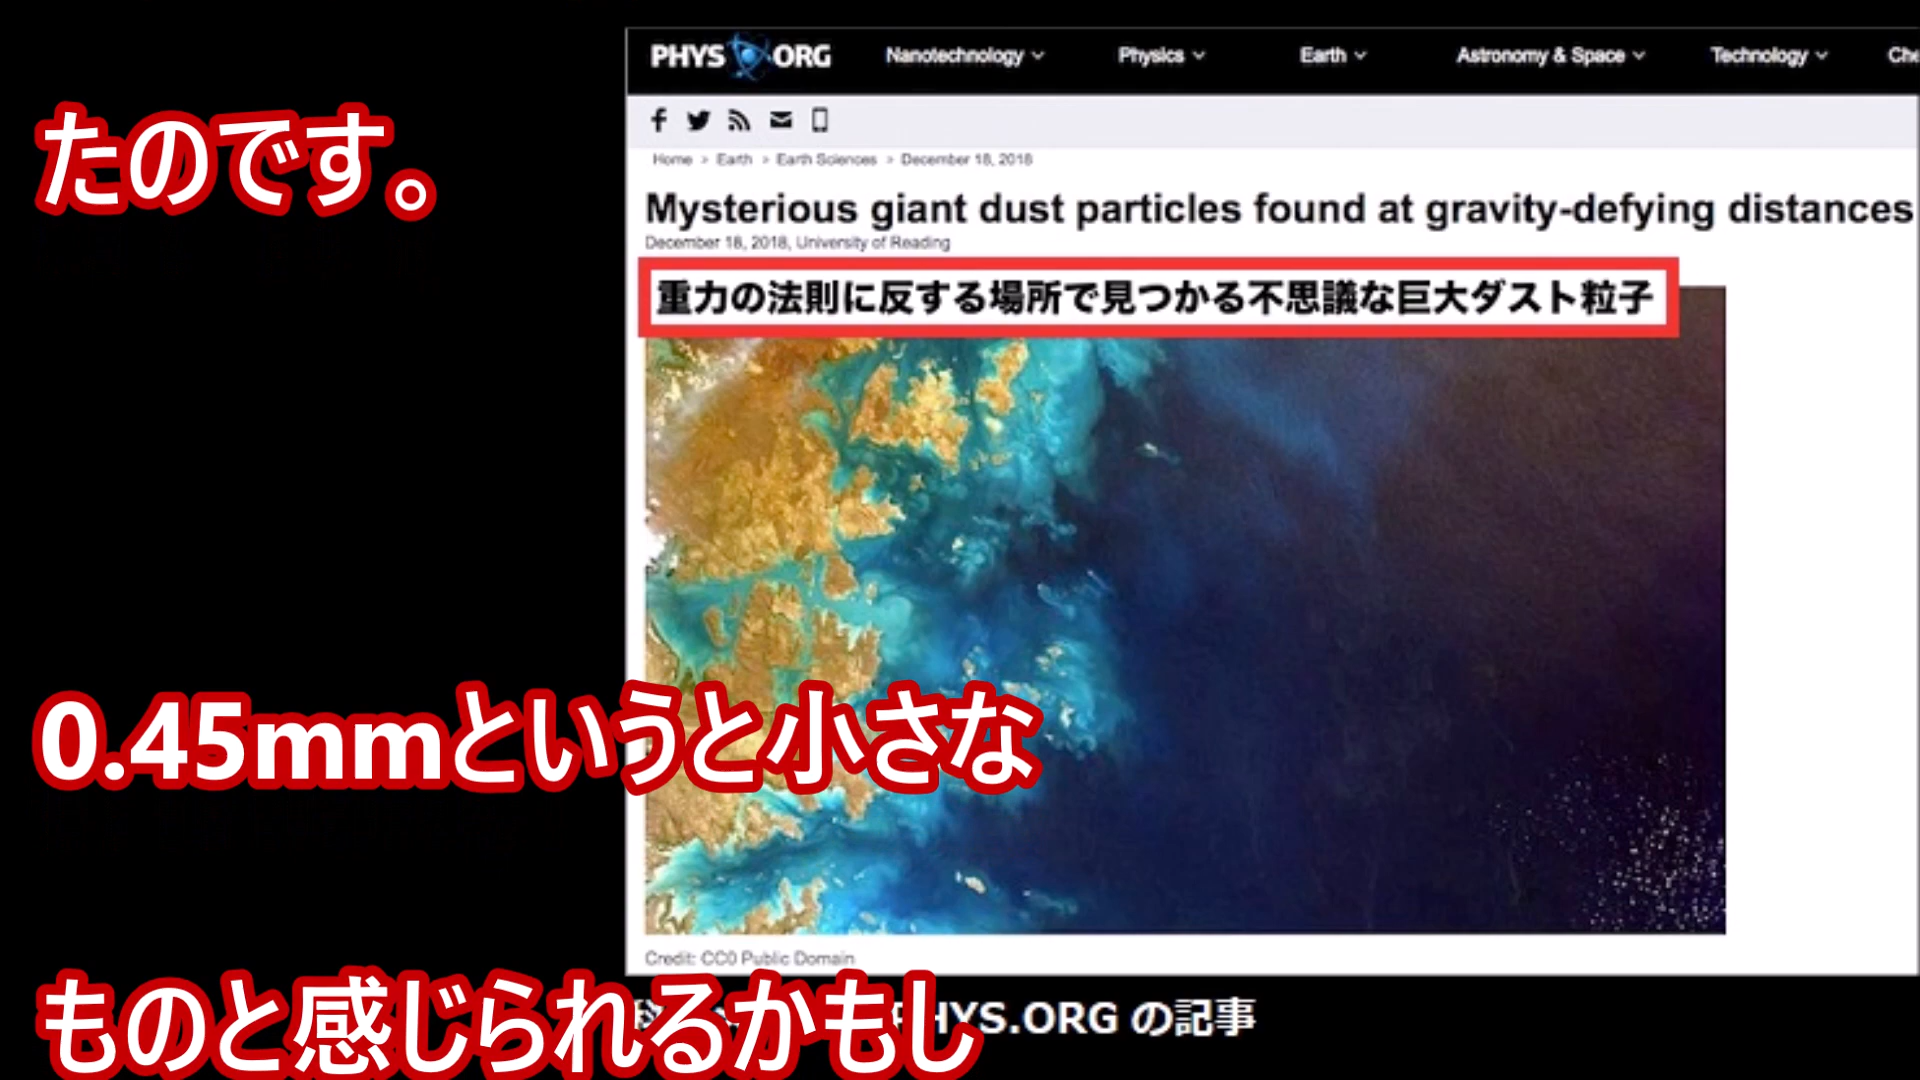 PHYS ORG Nanotechnology Physics Earth Astronomy & Space Technology Che
Home > Earth > Earth Sciences > December 18, 2018
たのです。
Mysterious giant dust particles found at gravity-defying distances
December 18, 2018, University of Reading
重力の法則に反する場所で見つかる不思議な巨大ダスト粒子
0.45mmというと小さな
Credit: CC0 Public Domain
ものと感じられるかもし
PHYS.ORG の記事